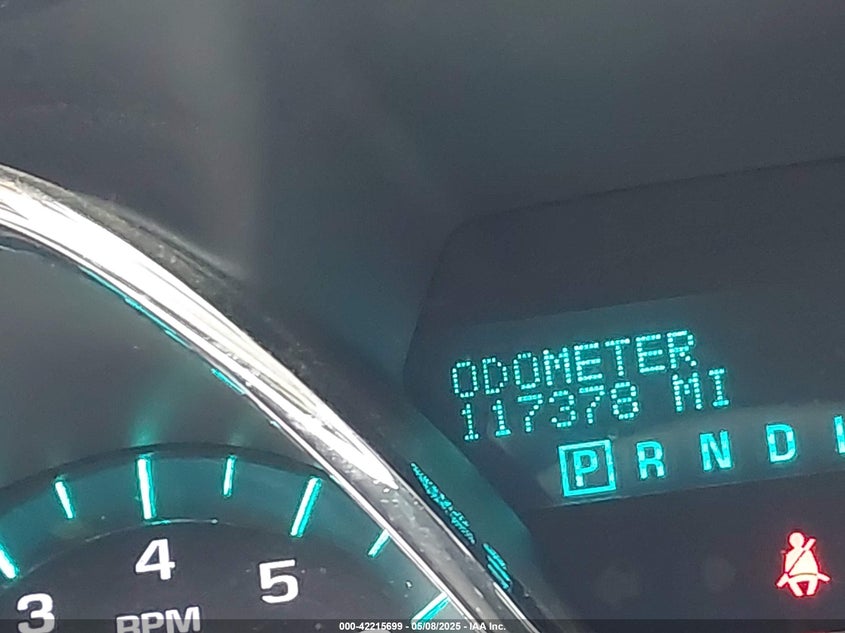 ODOMETER
117378 MI
P R N D
3 4 5
RPM
000-42215699 - 05/08/2025 - IAA Inc.